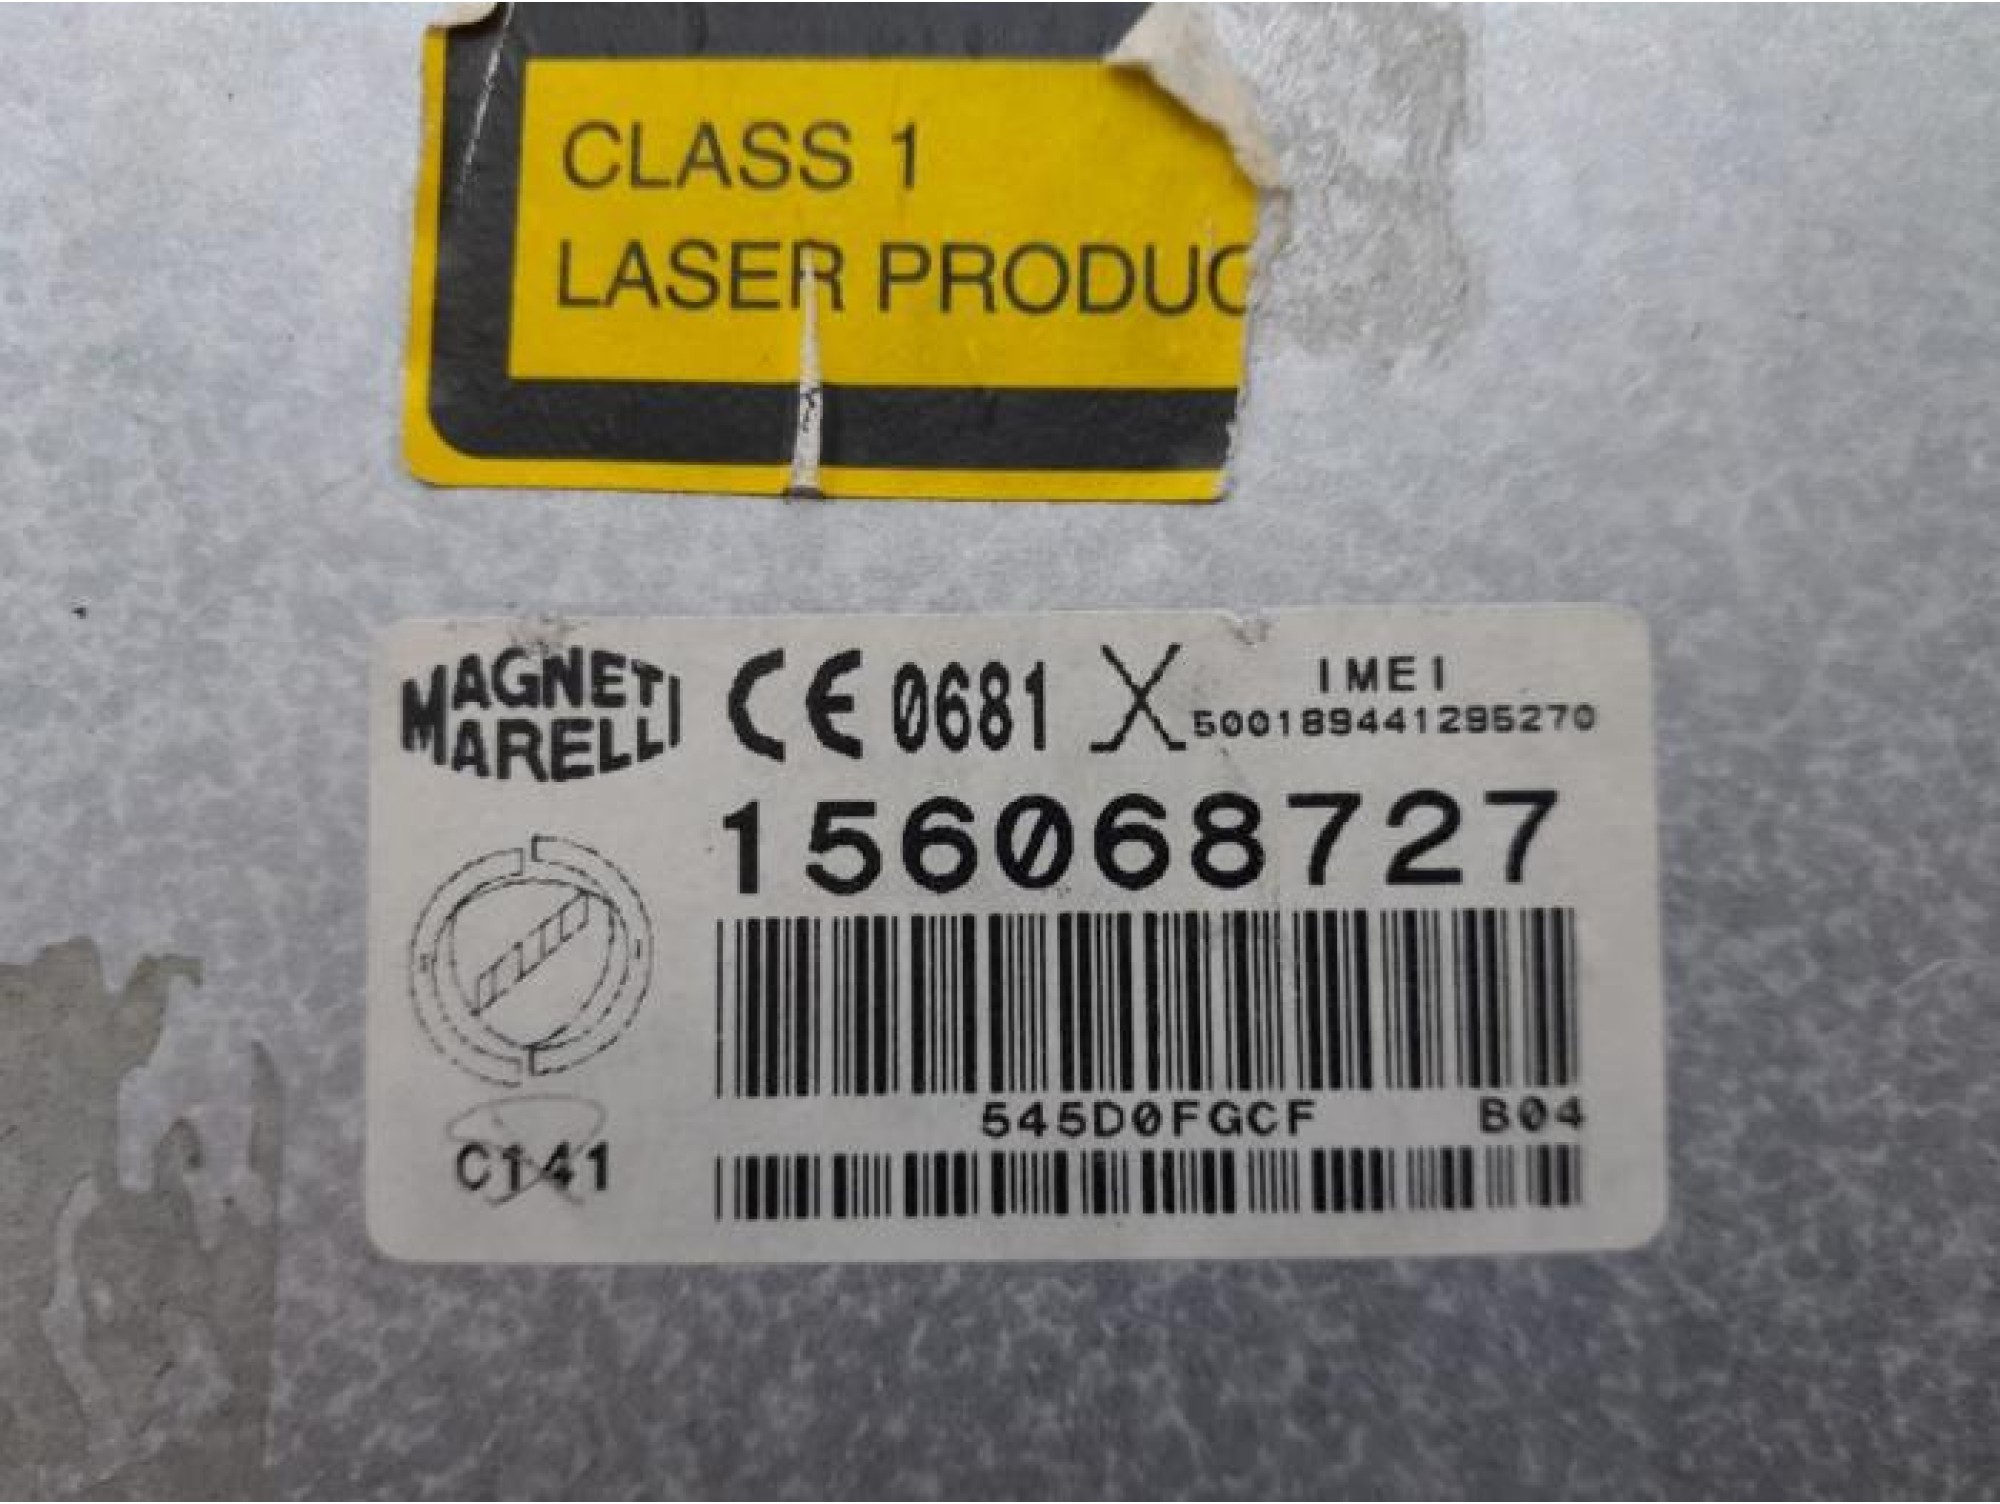 CLASS 1
LASER PRODUC
MAGNETI
MARELLI
CE 0681
IMEI
500189441295270
156068727
545D0FGCF B04
C141